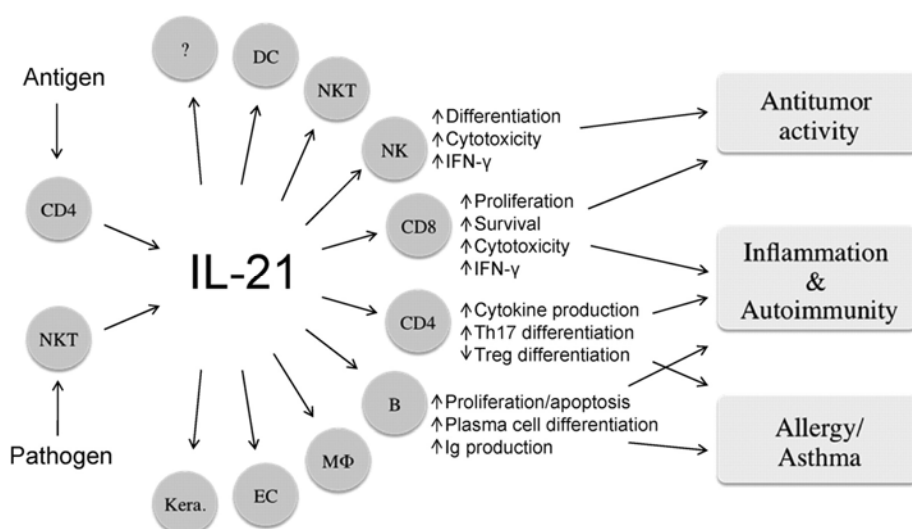 Antigen
CD4
NKT
Pathogen
IL-21
?
DC
NKT
NK
↑Differentiation
↑Cytotoxicity
↑IFN-γ
CD8
↑Proliferation
↑Survival
↑Cytotoxicity
↑IFN-γ
CD4
↑Cytokine production
↑Th17 differentiation
↓Treg differentiation
B
↑Proliferation/apoptosis
↑Plasma cell differentiation
↑Ig production
MΦ
EC
Kera.
Antitumor
activity
Inflammation
&
Autoimmunity
Allergy/
Asthma